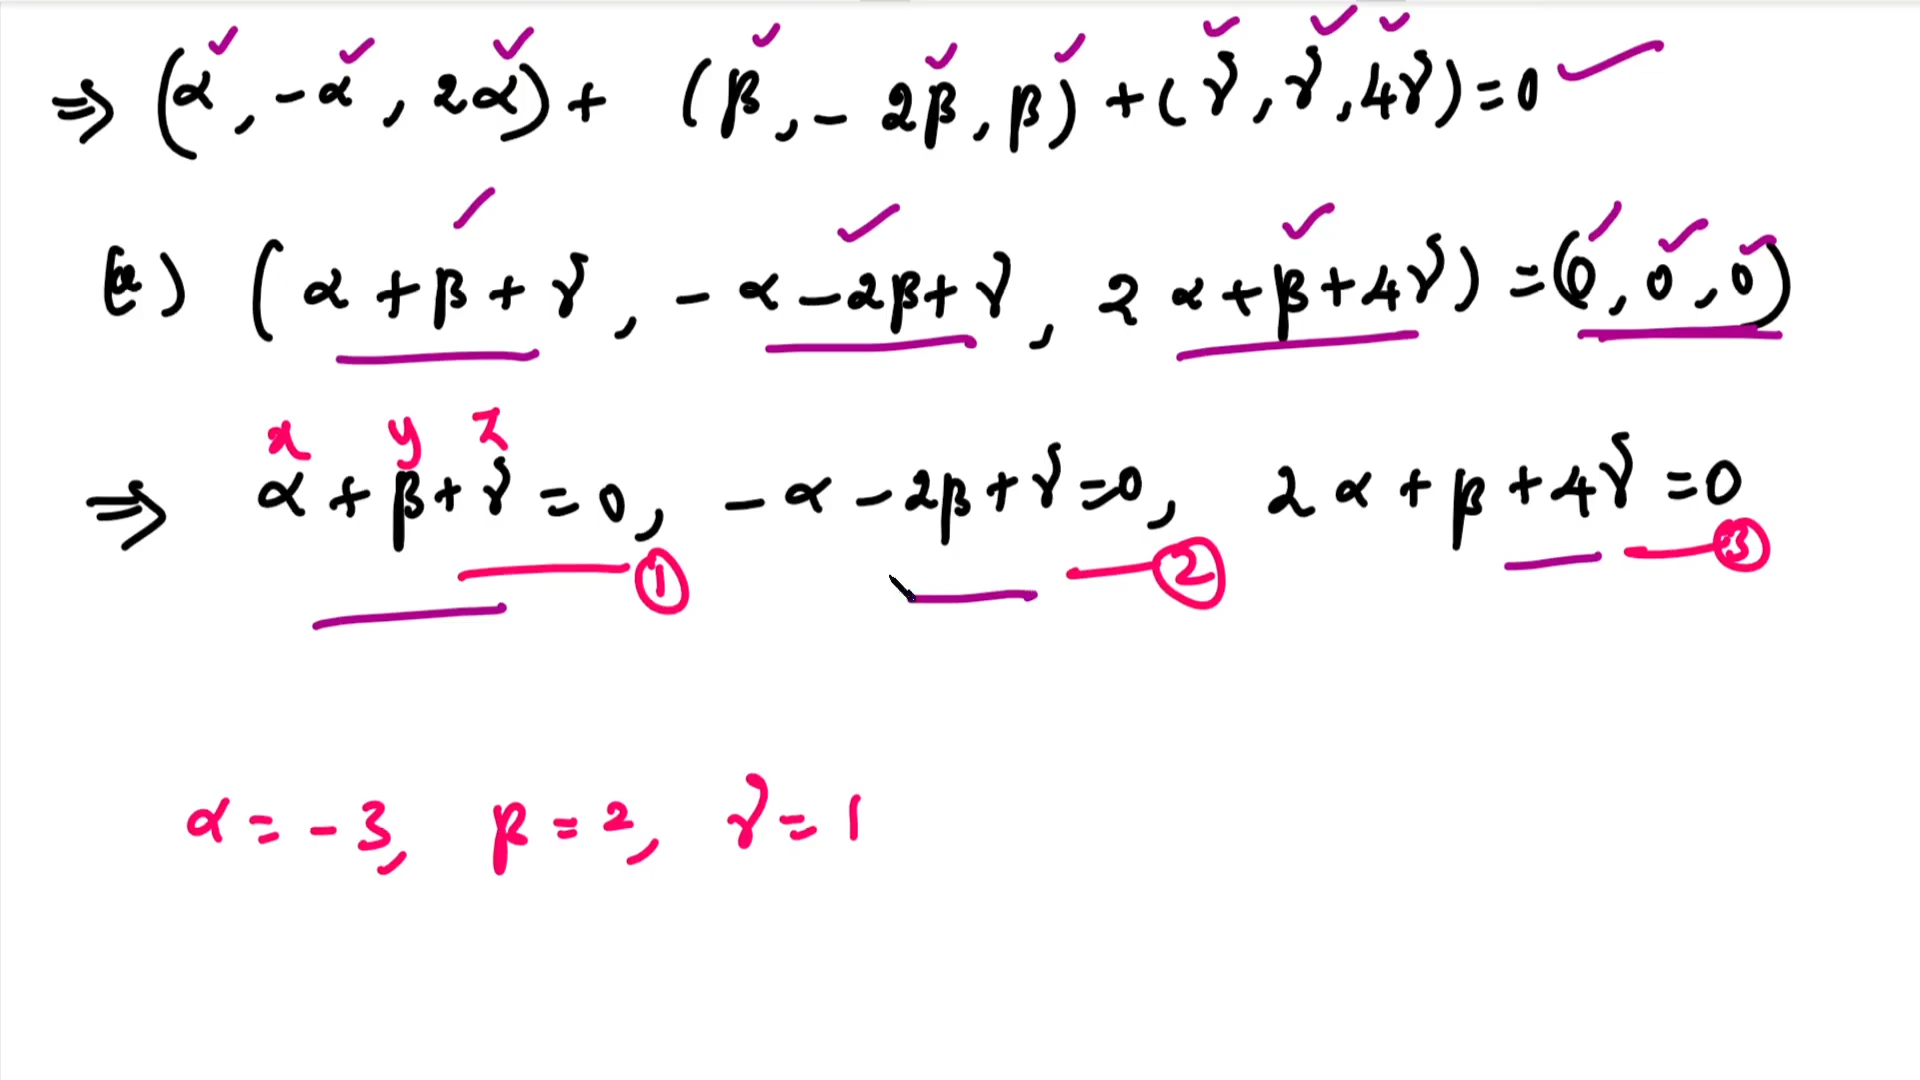 ⇒ (α, -α, 2α) + (β, -2β, β) + (γ, γ, 4γ) = 0
(α + β + γ, -α - 2β + γ, 2α + β + 4γ) = (0, 0, 0)
x y z
⇒ α + β + γ = 0, -α - 2β + γ = 0, 2α + β + 4γ = 0
① ② ③
α = -3, β = 2, γ = 1